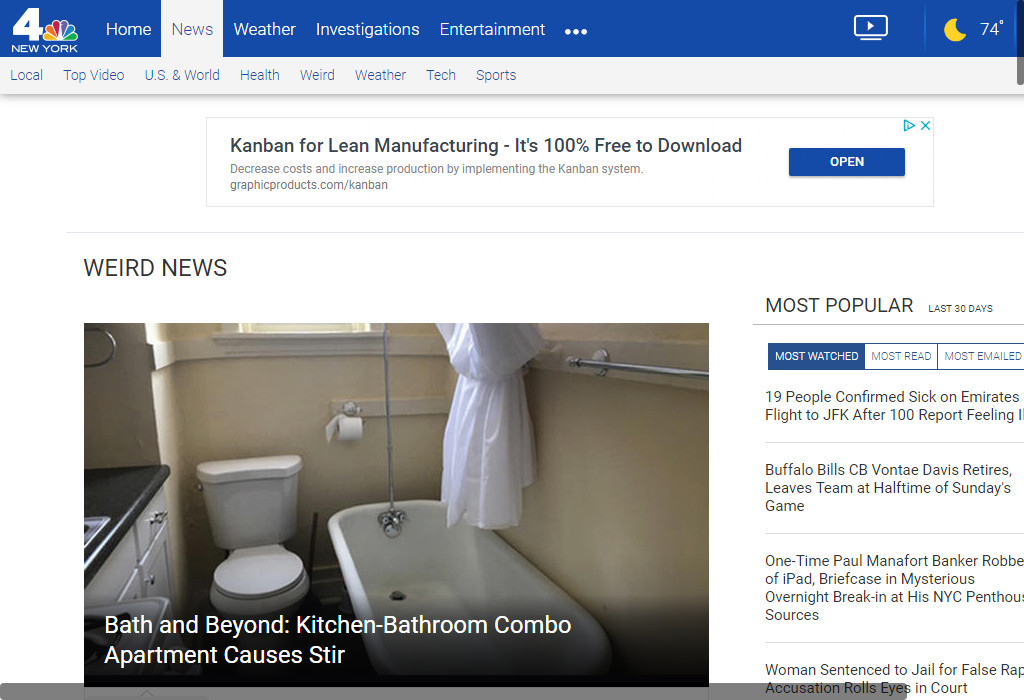 4
NEW YORK
Home
News
Weather
Investigations
Entertainment
•••
74°
Local
Top Video
U.S. & World
Health
Weird
Weather
Tech
Sports
Kanban for Lean Manufacturing - It's 100% Free to Download
Decrease costs and increase production by implementing the Kanban system.
graphicproducts.com/kanban
OPEN
WEIRD NEWS
Bath and Beyond: Kitchen-Bathroom Combo
Apartment Causes Stir
MOST POPULAR
LAST 30 DAYS
MOST WATCHED
MOST READ
MOST EMAILED
19 People Confirmed Sick on Emirates
Flight to JFK After 100 Report Feeling
Buffalo Bills CB Vontae Davis Retires,
Leaves Team at Halftime of Sunday's
Game
One-Time Paul Manafort Banker Robbe
of iPad, Briefcase in Mysterious
Overnight Break-in at His NYC Penthous
Sources
Woman Sentenced to Jail for False Rap
Accusation Rolls Eyes in Court